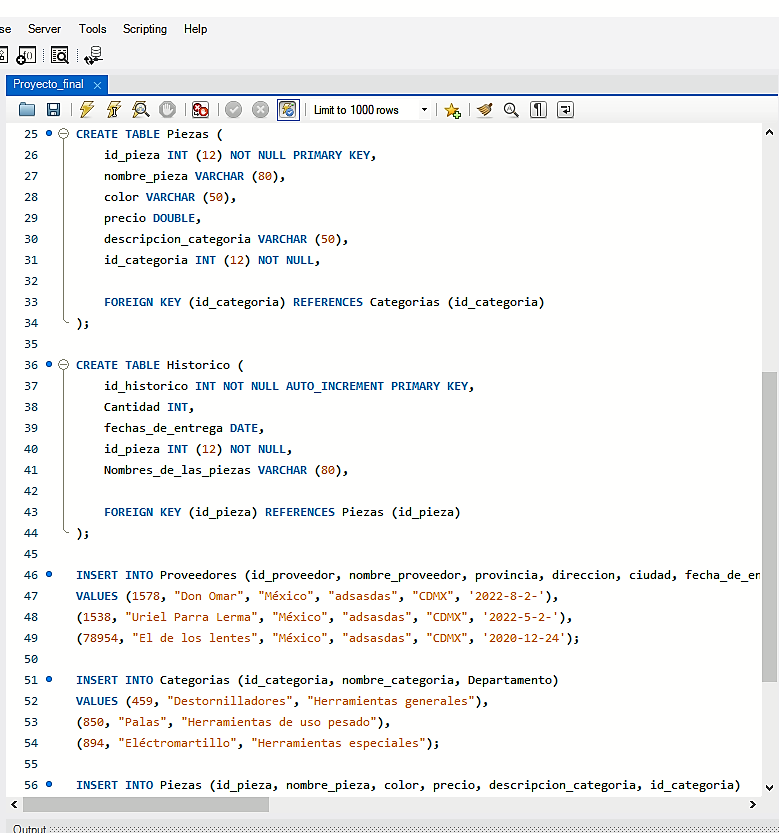 se Server Tools Scripting Help
Proyecto_final
Limit to 1000 rows
25 CREATE TABLE Piezas (
26 id_pieza INT (12) NOT NULL PRIMARY KEY,
27 nombre_pieza VARCHAR (80),
28 color VARCHAR (50),
29 precio DOUBLE,
30 descripcion_categoria VARCHAR (50),
31 id_categoria INT (12) NOT NULL,
32
33 FOREIGN KEY (id_categoria) REFERENCES Categorias (id_categoria)
34 );
35
36 CREATE TABLE Historico (
37 id_historico INT NOT NULL AUTO_INCREMENT PRIMARY KEY,
38 Cantidad INT,
39 fechas_de_entrega DATE,
40 id_pieza INT (12) NOT NULL,
41 Nombres_de_las_piezas VARCHAR (80),
42
43 FOREIGN KEY (id_pieza) REFERENCES Piezas (id_pieza)
44 );
45
46 INSERT INTO Proveedores (id_proveedor, nombre_proveedor, provincia, direccion, ciudad, fecha_de_en
47 VALUES (1578, "Don Omar", "México", "adsasdas", "CDMX", '2022-8-2-'),
48 (1538, "Uriel Parra Lerma", "México", "adsasdas", "CDMX", '2022-5-2-'),
49 (78954, "El de los lentes", "México", "adsasdas", "CDMX", '2020-12-24');
50
51 INSERT INTO Categorias (id_categoria, nombre_categoria, Departamento)
52 VALUES (459, "Destornilladores", "Herramientas generales"),
53 (850, "Palas", "Herramientas de uso pesado"),
54 (894, "Eléctromartillo", "Herramientas especiales");
55
56 INSERT INTO Piezas (id_pieza, nombre_pieza, color, precio, descripcion_categoria, id_categoria)
Output